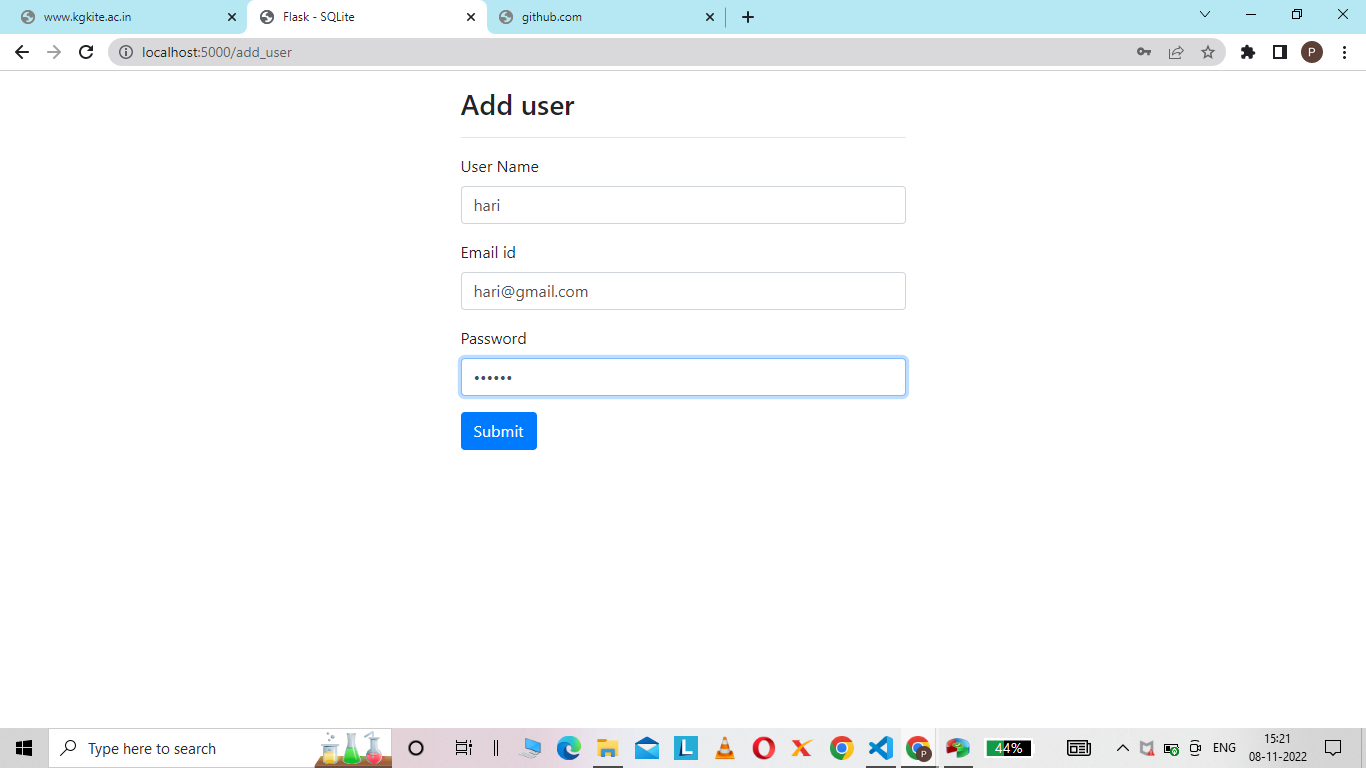 www.kgkite.ac.in
Flask - SQLite
github.com
localhost:5000/add_user
P
Add user
User Name
hari
Email id
hari@gmail.com
Password
••••••
Submit
Type here to search
L
P
44%
ENG
15:21
08-11-2022